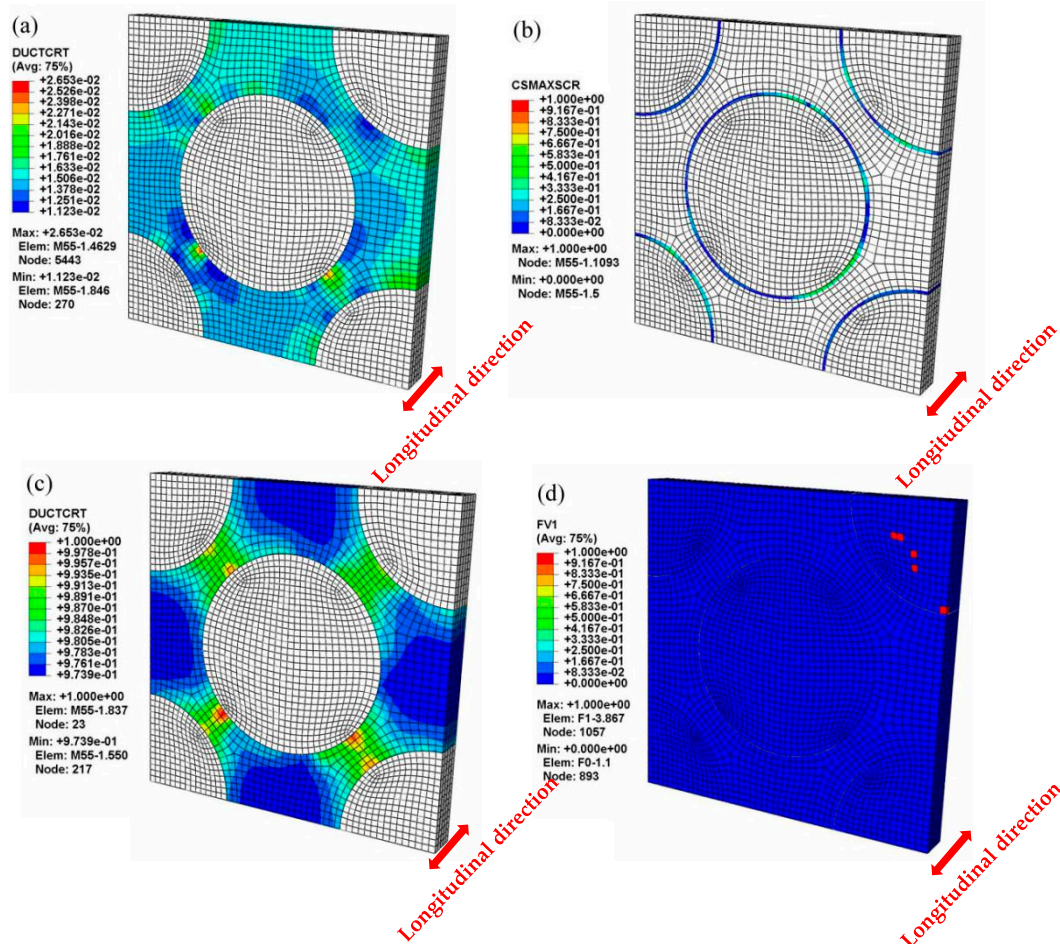 (a)
DUCTCRT
(Avg: 75%)
+2.653e-02
+2.526e-02
+2.398e-02
+2.271e-02
+2.143e-02
+2.016e-02
+1.888e-02
+1.761e-02
+1.633e-02
+1.506e-02
+1.378e-02
+1.251e-02
+1.123e-02
Max: +2.653e-02
Elem: M55-1.4629
Node: 5443
Min: +1.123e-02
Elem: M55-1.846
Node: 270
Longitudinal direction
(b)
CSMAXSCR
+1.000e+00
+9.167e-01
+8.333e-01
+7.500e-01
+6.667e-01
+5.833e-01
+5.000e-01
+4.167e-01
+3.333e-01
+2.500e-01
+1.667e-01
+8.333e-02
+0.000e+00
Max: +1.000e+00
Node: M55-1.1093
Min: +0.000e+00
Node: M55-1.5
Longitudinal direction
(c)
DUCTCRT
(Avg: 75%)
+1.000e+00
+9.978e-01
+9.957e-01
+9.935e-01
+9.913e-01
+9.891e-01
+9.870e-01
+9.848e-01
+9.826e-01
+9.805e-01
+9.783e-01
+9.761e-01
+9.739e-01
Max: +1.000e+00
Elem: M55-1.837
Node: 23
Min: +9.739e-01
Elem: M55-1.550
Node: 217
Longitudinal direction
(d)
FV1
(Avg: 75%)
+1.000e+00
+9.167e-01
+8.333e-01
+7.500e-01
+6.667e-01
+5.833e-01
+5.000e-01
+4.167e-01
+3.333e-01
+2.500e-01
+1.667e-01
+8.333e-02
+0.000e+00
Max: +1.000e+00
Elem: F1-3.867
Node: 1057
Min: +0.000e+00
Elem: F0-1.1
Node: 893
Longitudinal direction